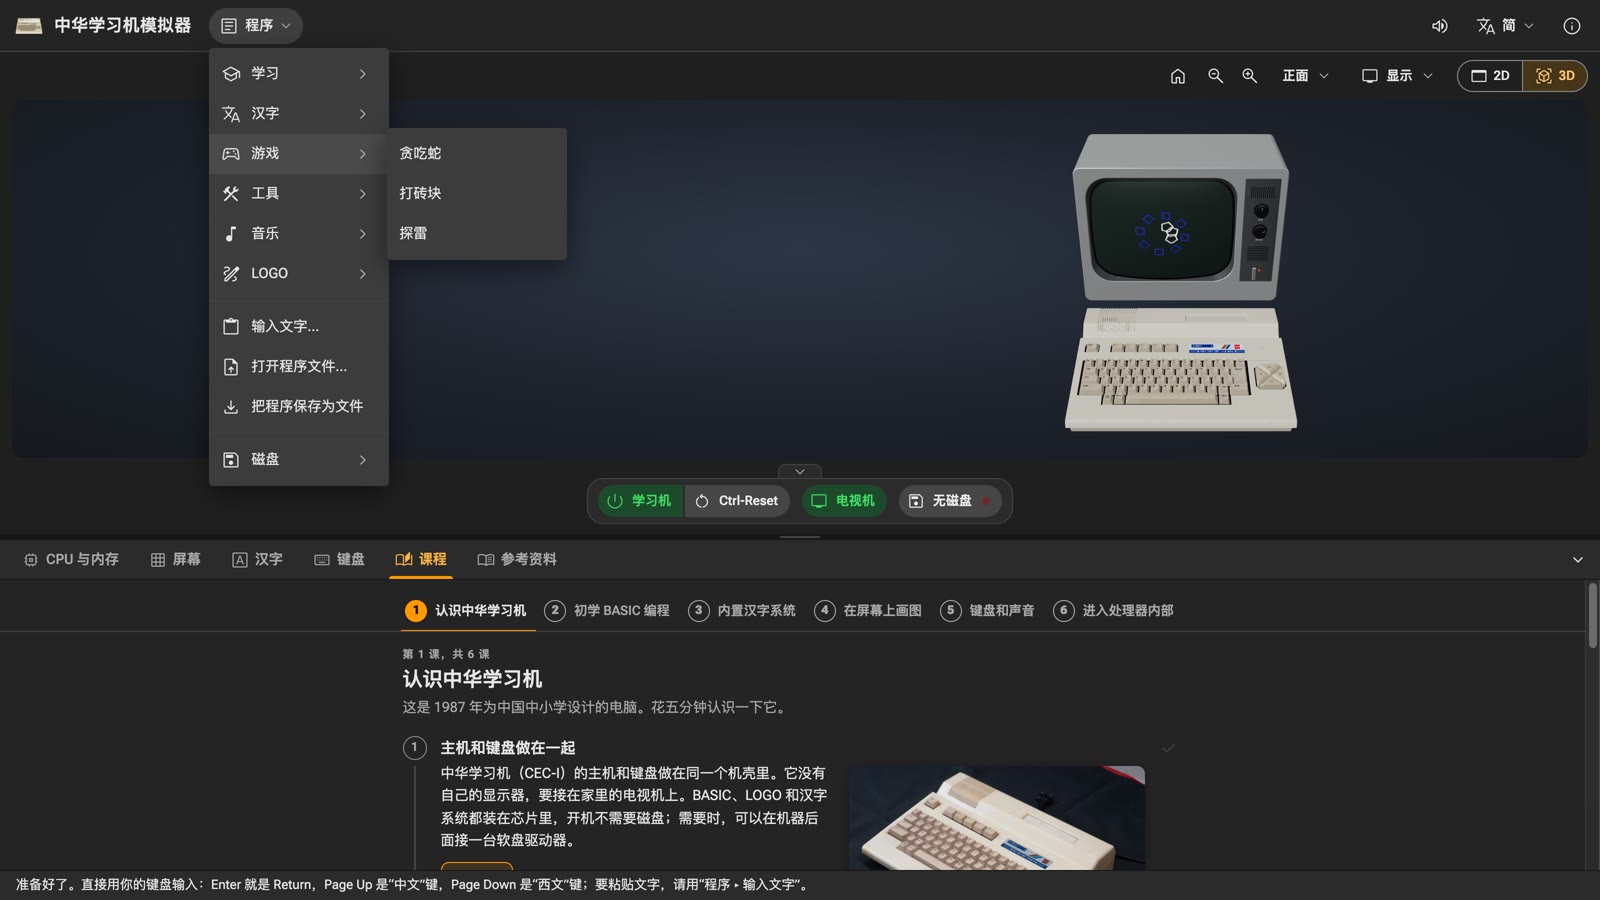 中华学习机模拟器
程序
简
学习
汉字
游戏
工具
音乐
LOGO
输入文字...
打开程序文件...
把程序保存为文件
磁盘
贪吃蛇
打砖块
探雷
正面
显示
2D
3D
学习机
Ctrl-Reset
电视机
无磁盘
CPU 与内存
屏幕
汉字
键盘
课程
参考资料
1 认识中华学习机
2 初学 BASIC 编程
3 内置汉字系统
4 在屏幕上画图
5 键盘和声音
6 进入处理器内部
第 1 课，共 6 课
认识中华学习机
这是 1987 年为中国中小学设计的电脑。花五分钟认识一下它。
1 主机和键盘做在一起
中华学习机（CEC-I）的主机和键盘做在同一个机壳里。它没有
自己的显示器，要接在家里的电视机上。BASIC、LOGO 和汉字
系统都装在芯片里，开机不需要磁盘；需要时，可以在机器后
面接一台软盘驱动器。
准备好了。直接用你的键盘输入：Enter 就是 Return，Page Up 是“中文”键，Page Down 是“西文”键；要粘贴文字，请用“程序 ▸ 输入文字”。